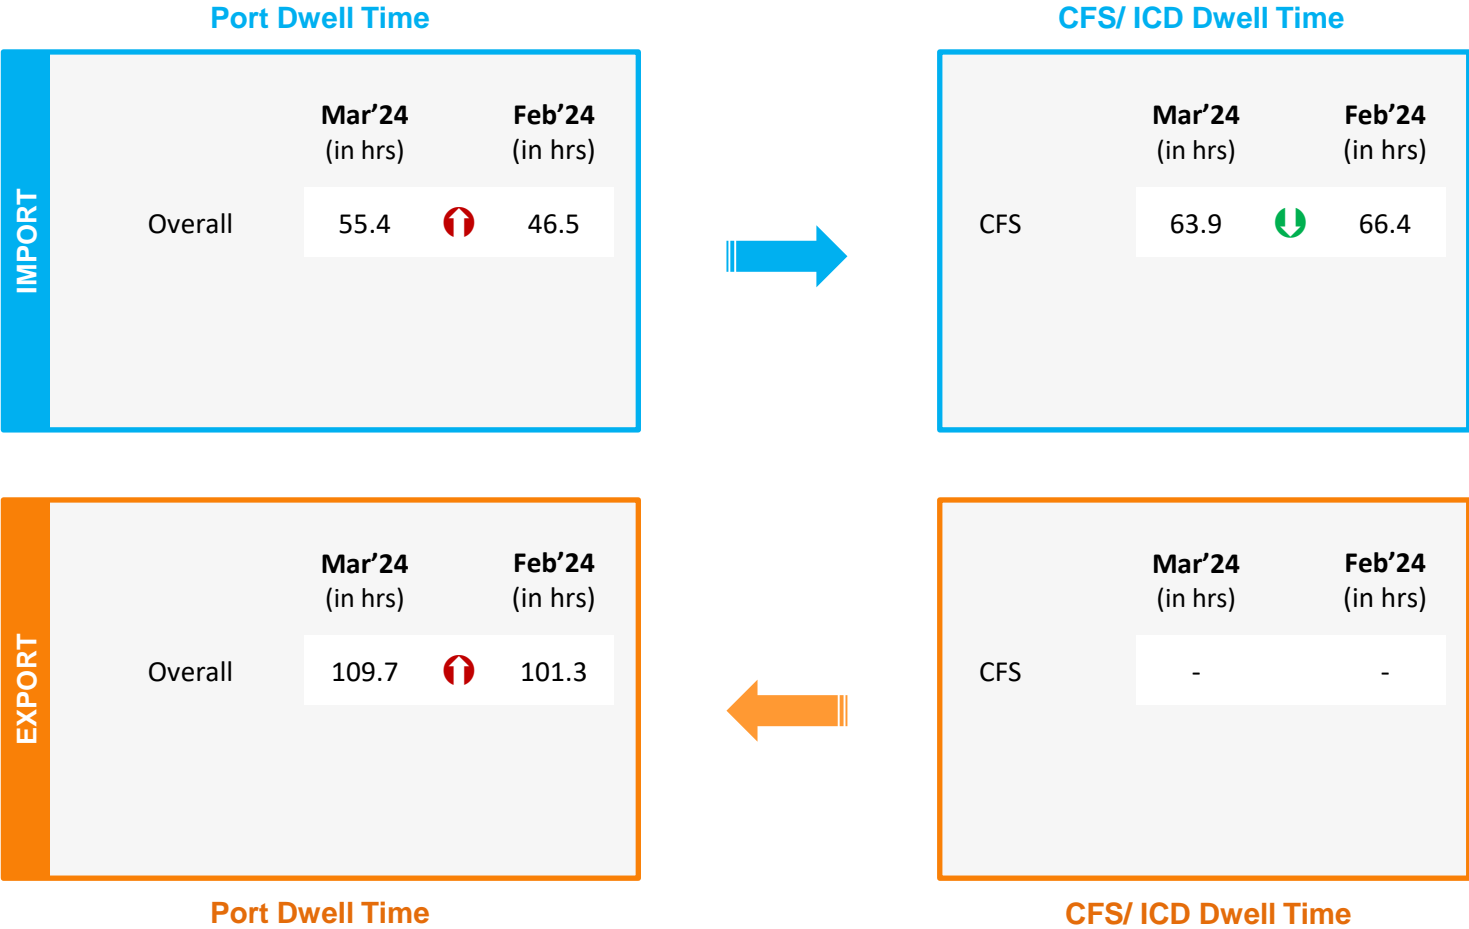 Port Dwell Time
CFS/ ICD Dwell Time
IMPORT
Mar’24 Feb’24
(in hrs) (in hrs)
Overall 55.4 46.5
Mar’24 Feb’24
(in hrs) (in hrs)
CFS 63.9 66.4
EXPORT
Mar’24 Feb’24
(in hrs) (in hrs)
Overall 109.7 101.3
Mar’24 Feb’24
(in hrs) (in hrs)
CFS - -
Port Dwell Time
CFS/ ICD Dwell Time